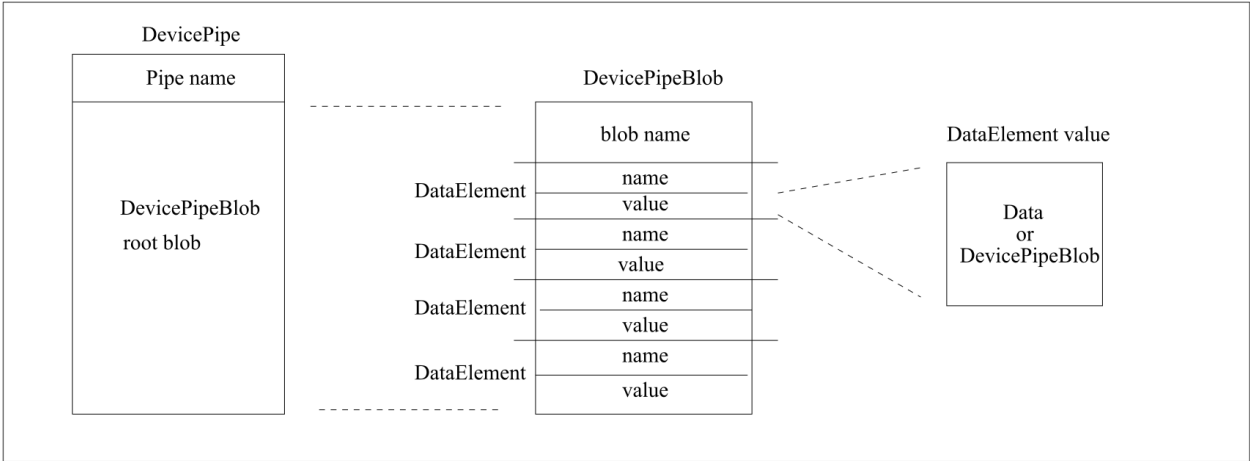 DevicePipe
Pipe name
DevicePipeBlob
root blob
DevicePipeBlob
blob name
DataElement
name
value
DataElement
name
value
DataElement
name
value
DataElement
name
value
DataElement value
Data
or
DevicePipeBlob